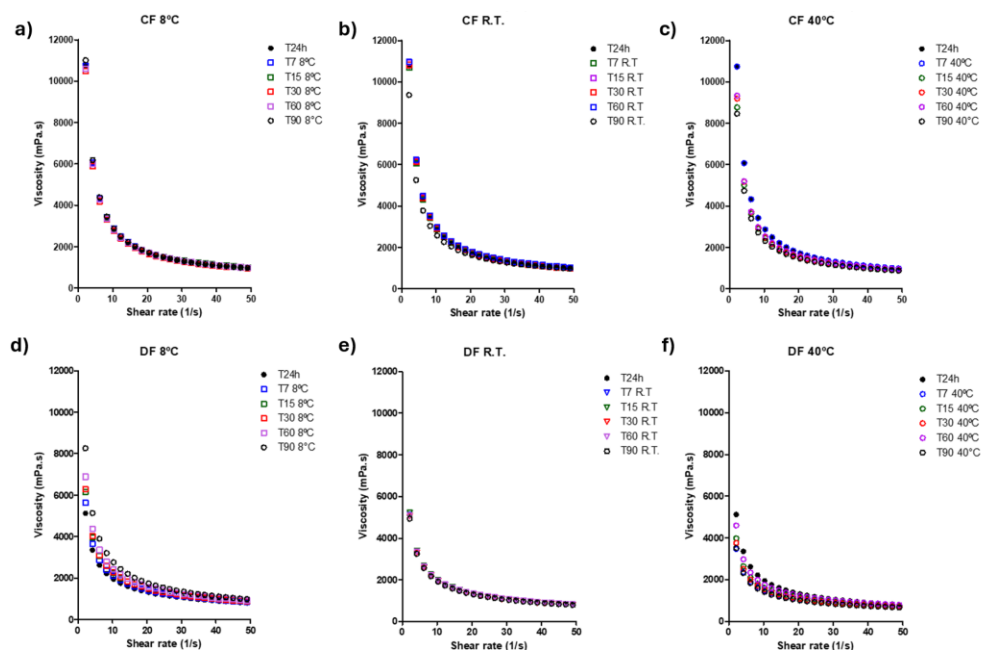 a)
CF 8ºC
Viscosity (mPa.s)
12000
10000
8000
6000
4000
2000
0
0 10 20 30 40 50
Shear rate (1/s)
T24h
T7 8ºC
T15 8ºC
T30 8ºC
T60 8ºC
T90 8°C
b)
CF R.T.
Viscosity (mPa.s)
12000
10000
8000
6000
4000
2000
0
0 10 20 30 40 50
Shear rate (1/s)
T24h
T7 R.T
T15 R.T
T30 R.T
T60 R.T
T90 R.T.
c)
CF 40ºC
Viscosity (mPa.s)
12000
10000
8000
6000
4000
2000
0
0 10 20 30 40 50
Shear rate (1/s)
T24h
T7 40ºC
T15 40ºC
T30 40ºC
T60 40ºC
T90 40°C
d)
DF 8ºC
Viscosity (mPa.s)
12000
10000
8000
6000
4000
2000
0
0 10 20 30 40 50
Shear rate (1/s)
T24h
T7 8ºC
T15 8ºC
T30 8ºC
T60 8ºC
T90 8°C
e)
DF R.T.
Viscosity (mPa.s)
12000
10000
8000
6000
4000
2000
0
0 10 20 30 40 50
Shear rate (1/s)
T24h
T7 R.T
T15 R.T
T30 R.T
T60 R.T
T90 R.T.
f)
DF 40ºC
Viscosity (mPa.s)
12000
10000
8000
6000
4000
2000
0
0 10 20 30 40 50
Shear rate (1/s)
T24h
T7 40ºC
T15 40ºC
T30 40ºC
T60 40ºC
T90 40°C